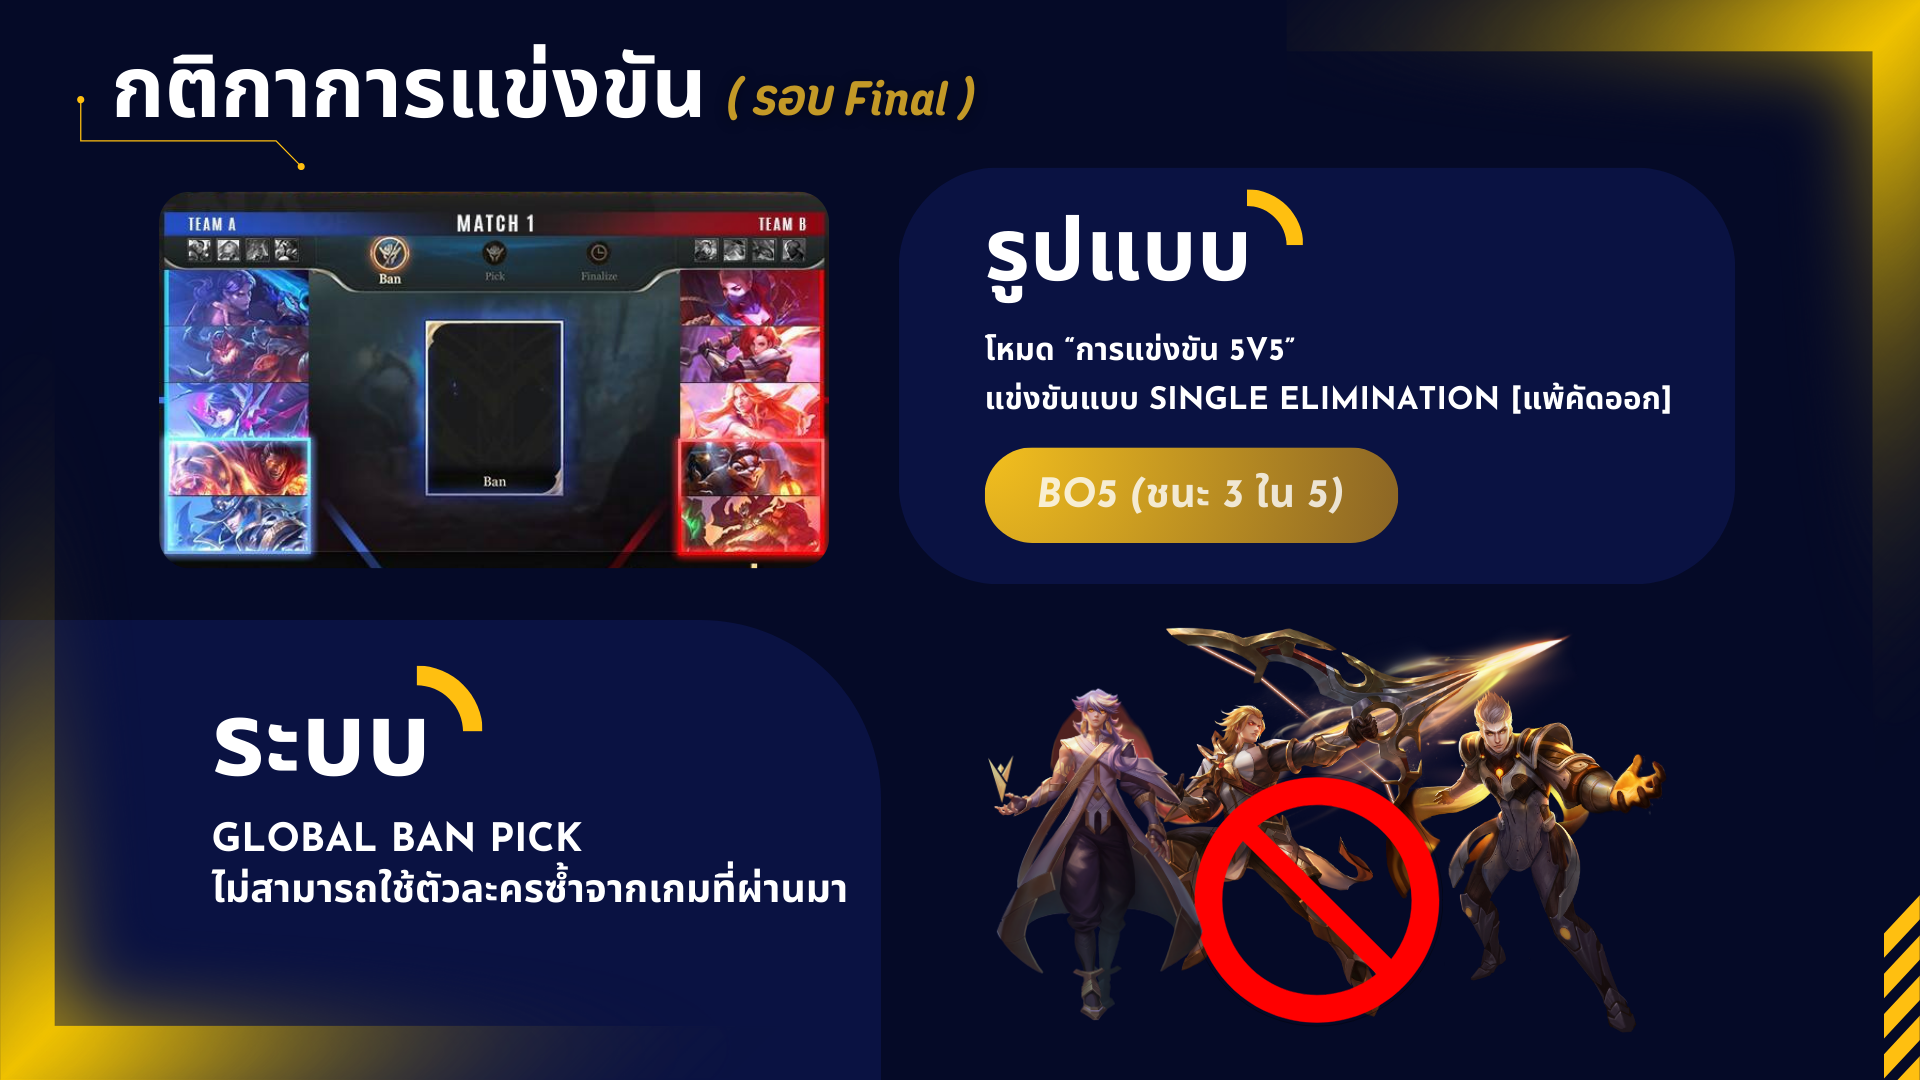 กติกาการแข่งขัน ( รอบ Final )
TEAM A
MATCH 1
TEAM B
Ban
Pick
Finalize
Ban
รูปแบบ
โหมด “การแข่งขัน 5V5”
แข่งขันแบบ SINGLE ELIMINATION [แพ้คัดออก]
BO5 (ชนะ 3 ใน 5)
ระบบ
GLOBAL BAN PICK
ไม่สามารถใช้ตัวละครซ้ำจากเกมที่ผ่านมา